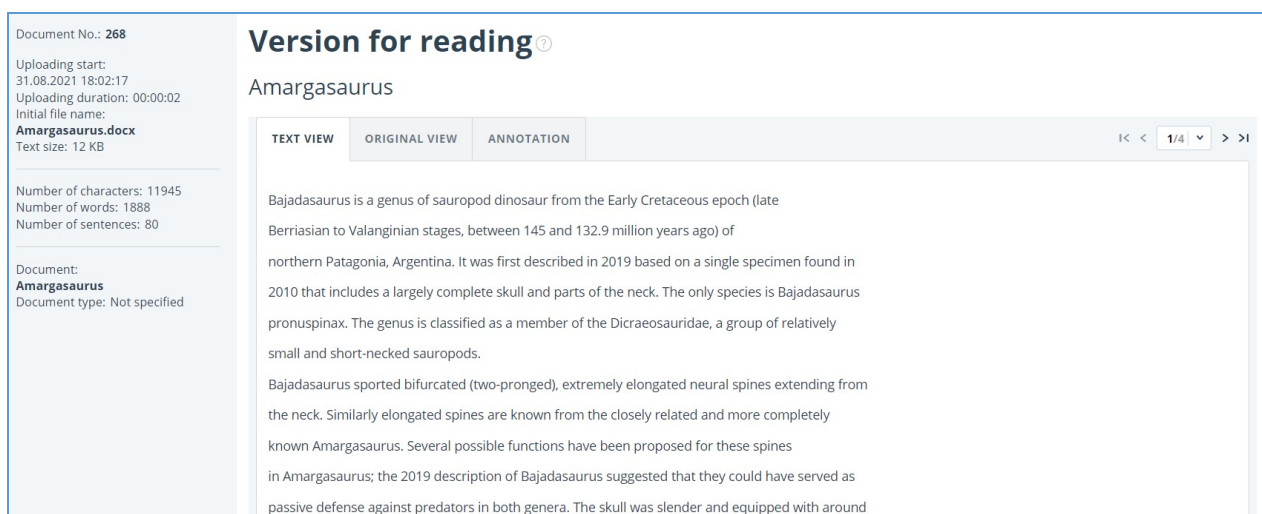 Document No.: 268
Uploading start:
31.08.2021 18:02:17
Uploading duration: 00:00:02
Initial file name:
Amargasaurus.docx
Text size: 12 KB
Number of characters: 11945
Number of words: 1888
Number of sentences: 80
Document:
Amargasaurus
Document type: Not specified
Version for reading ?
Amargasaurus
TEXT VIEW ORIGINAL VIEW ANNOTATION 1/4
Bajadasaurus is a genus of sauropod dinosaur from the Early Cretaceous epoch (late
Berriasian to Valanginian stages, between 145 and 132.9 million years ago) of
northern Patagonia, Argentina. It was first described in 2019 based on a single specimen found in
2010 that includes a largely complete skull and parts of the neck. The only species is Bajadasaurus
pronuspinax. The genus is classified as a member of the Dicraeosauridae, a group of relatively
small and short-necked sauropods.
Bajadasaurus sported bifurcated (two-pronged), extremely elongated neural spines extending from
the neck. Similarly elongated spines are known from the closely related and more completely
known Amargasaurus. Several possible functions have been proposed for these spines
in Amargasaurus; the 2019 description of Bajadasaurus suggested that they could have served as
passive defense against predators in both genera. The skull was slender and equipped with around